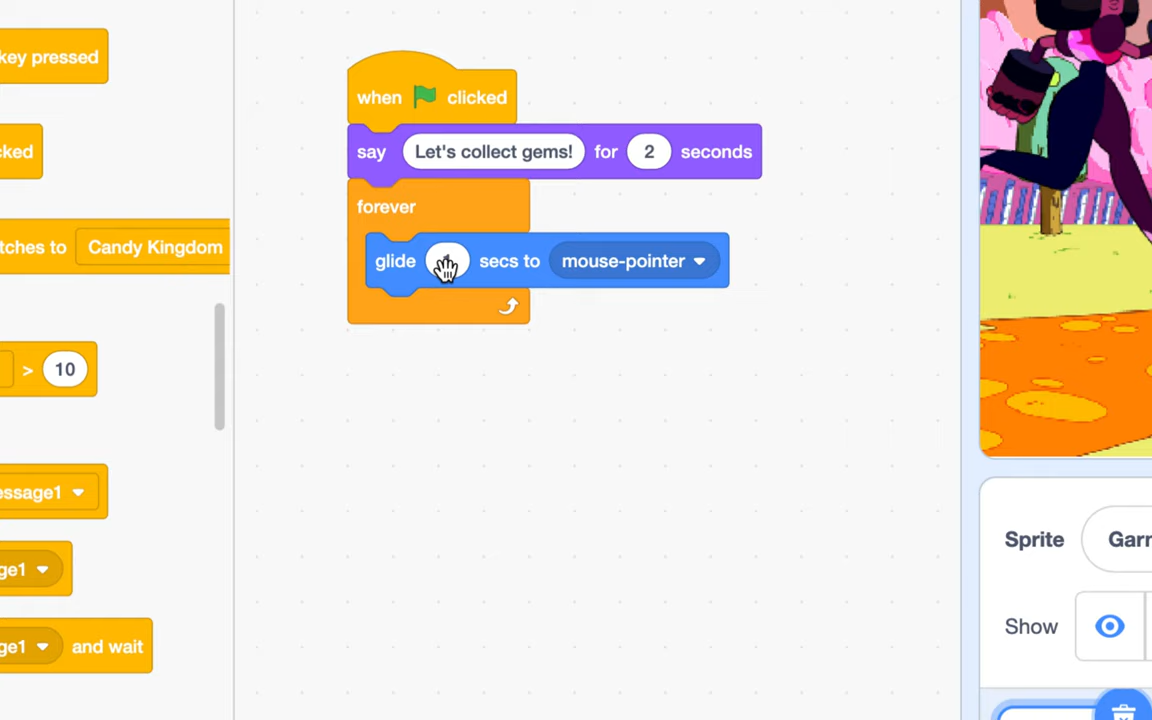 key pressed
when clicked
cked
say Let's collect gems! for 2 seconds
forever
tches to Candy Kingdom
glide secs to mouse-pointer
> 10
essage1
Sprite Garr
ge1
Show
ge1 and wait